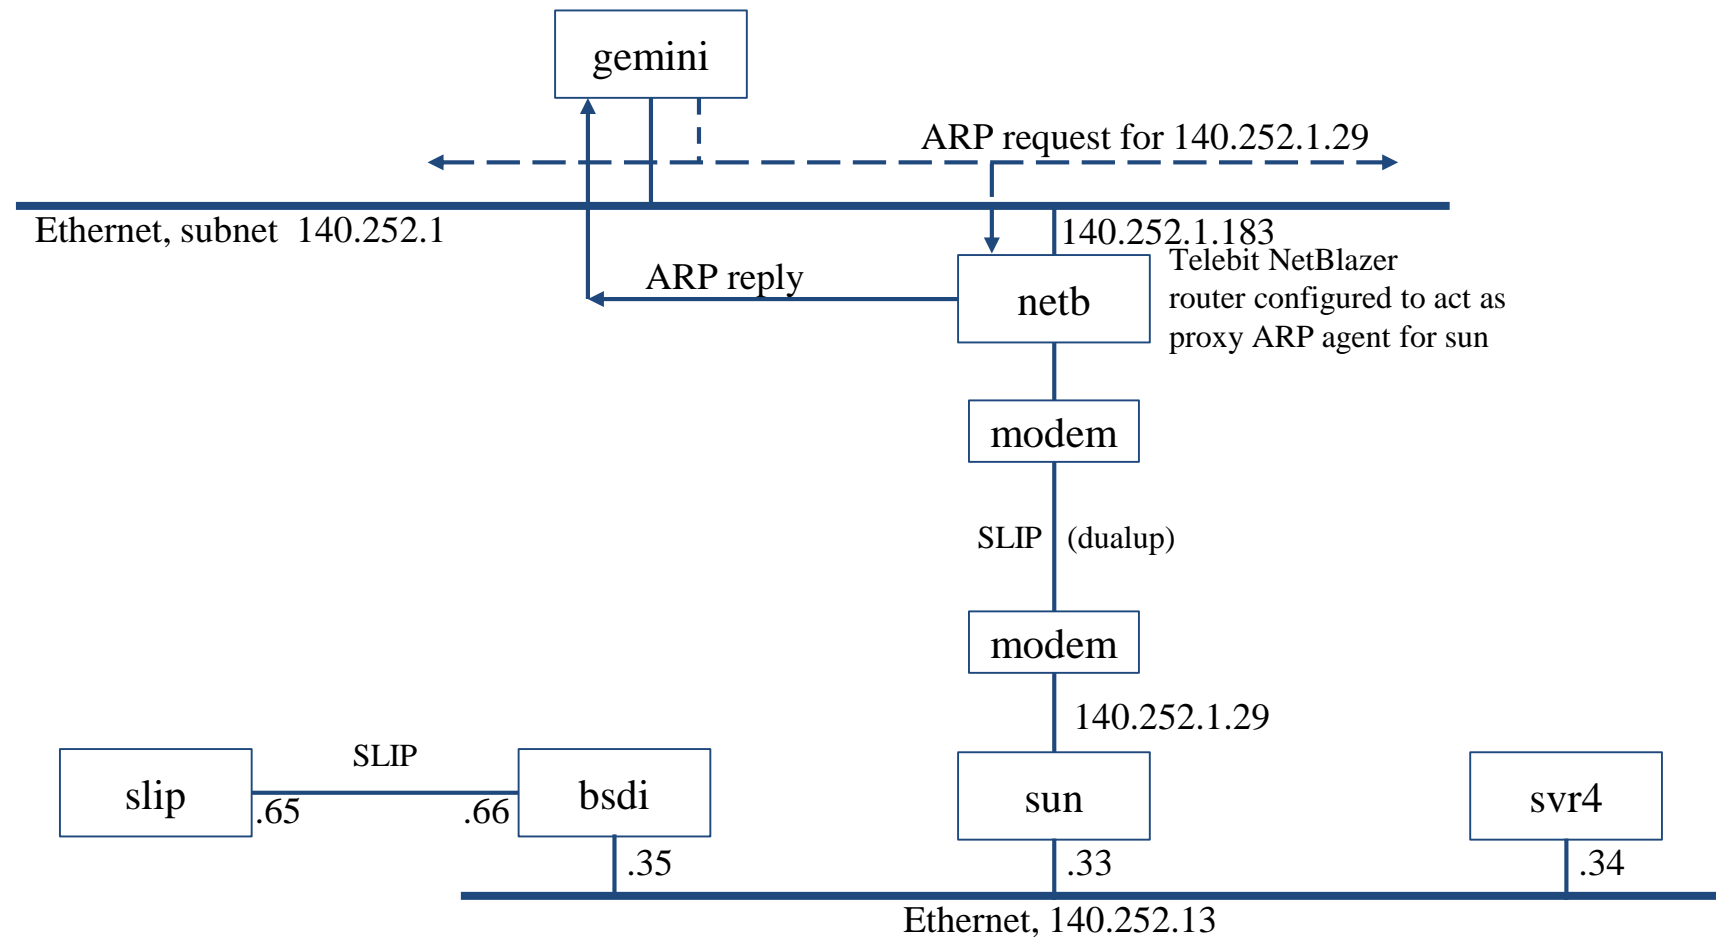 gemini
ARP request for 140.252.1.29
Ethernet, subnet 140.252.1
140.252.1.183
Telebit NetBlazer
router configured to act as
proxy ARP agent for sun
ARP reply
netb
modem
SLIP (dualup)
modem
140.252.1.29
SLIP
slip
.65
.66
bsdi
sun
svr4
.35
.33
.34
Ethernet, 140.252.13